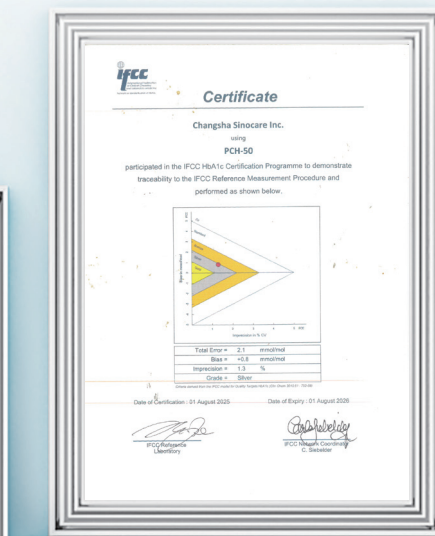 ifcc
Certificate
Changsha Sinocare Inc.
using
PCH-50
participated in the IFCC HbA1c Certification Programme to demonstrate
traceability to the IFCC Reference Measurement Procedure and
performed as shown below.
Total Error = 2.1 mmol/mol
Bias = +0.8 mmol/mol
Imprecision = 1.3 %
Grade = Silver
Date of Certification : 01 August 2025 Date of Expiry : 01 August 2026
IFCC Reference
Laboratory
IFCC Network Coordinator
C. Siebelder